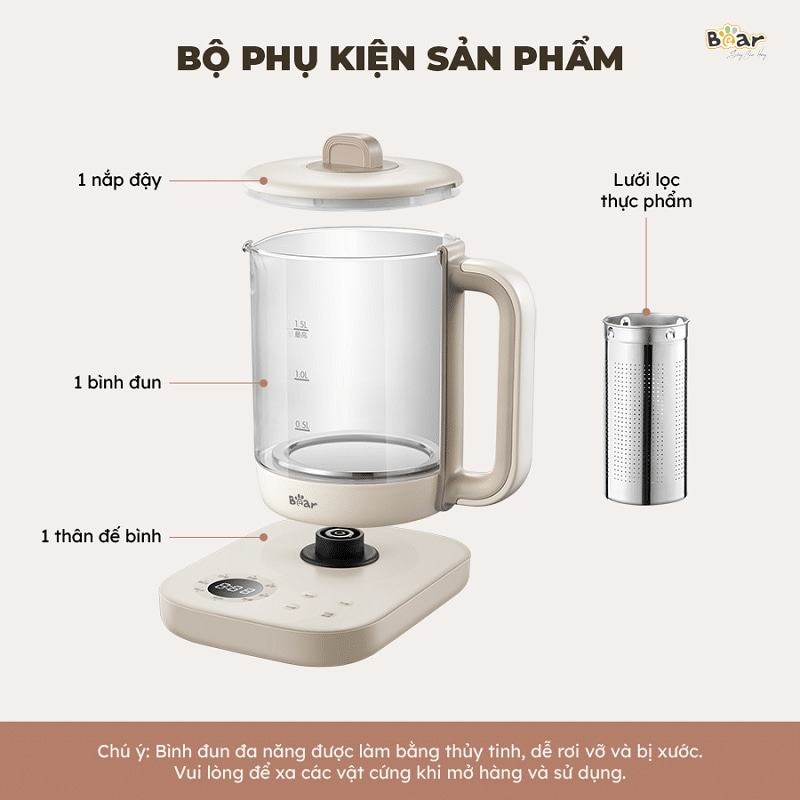 BỘ PHỤ KIỆN SẢN PHẨM
Bear
1 nắp đậy
Lưới lọc
thực phẩm
1.5L
最高
1 bình đun
1.0L
0.5L
Bear
1 thân đế bình
Chú ý: Bình đun đa năng được làm bằng thủy tinh, dễ rơi vỡ và bị xước.
Vui lòng để xa các vật cứng khi mở hàng và sử dụng.